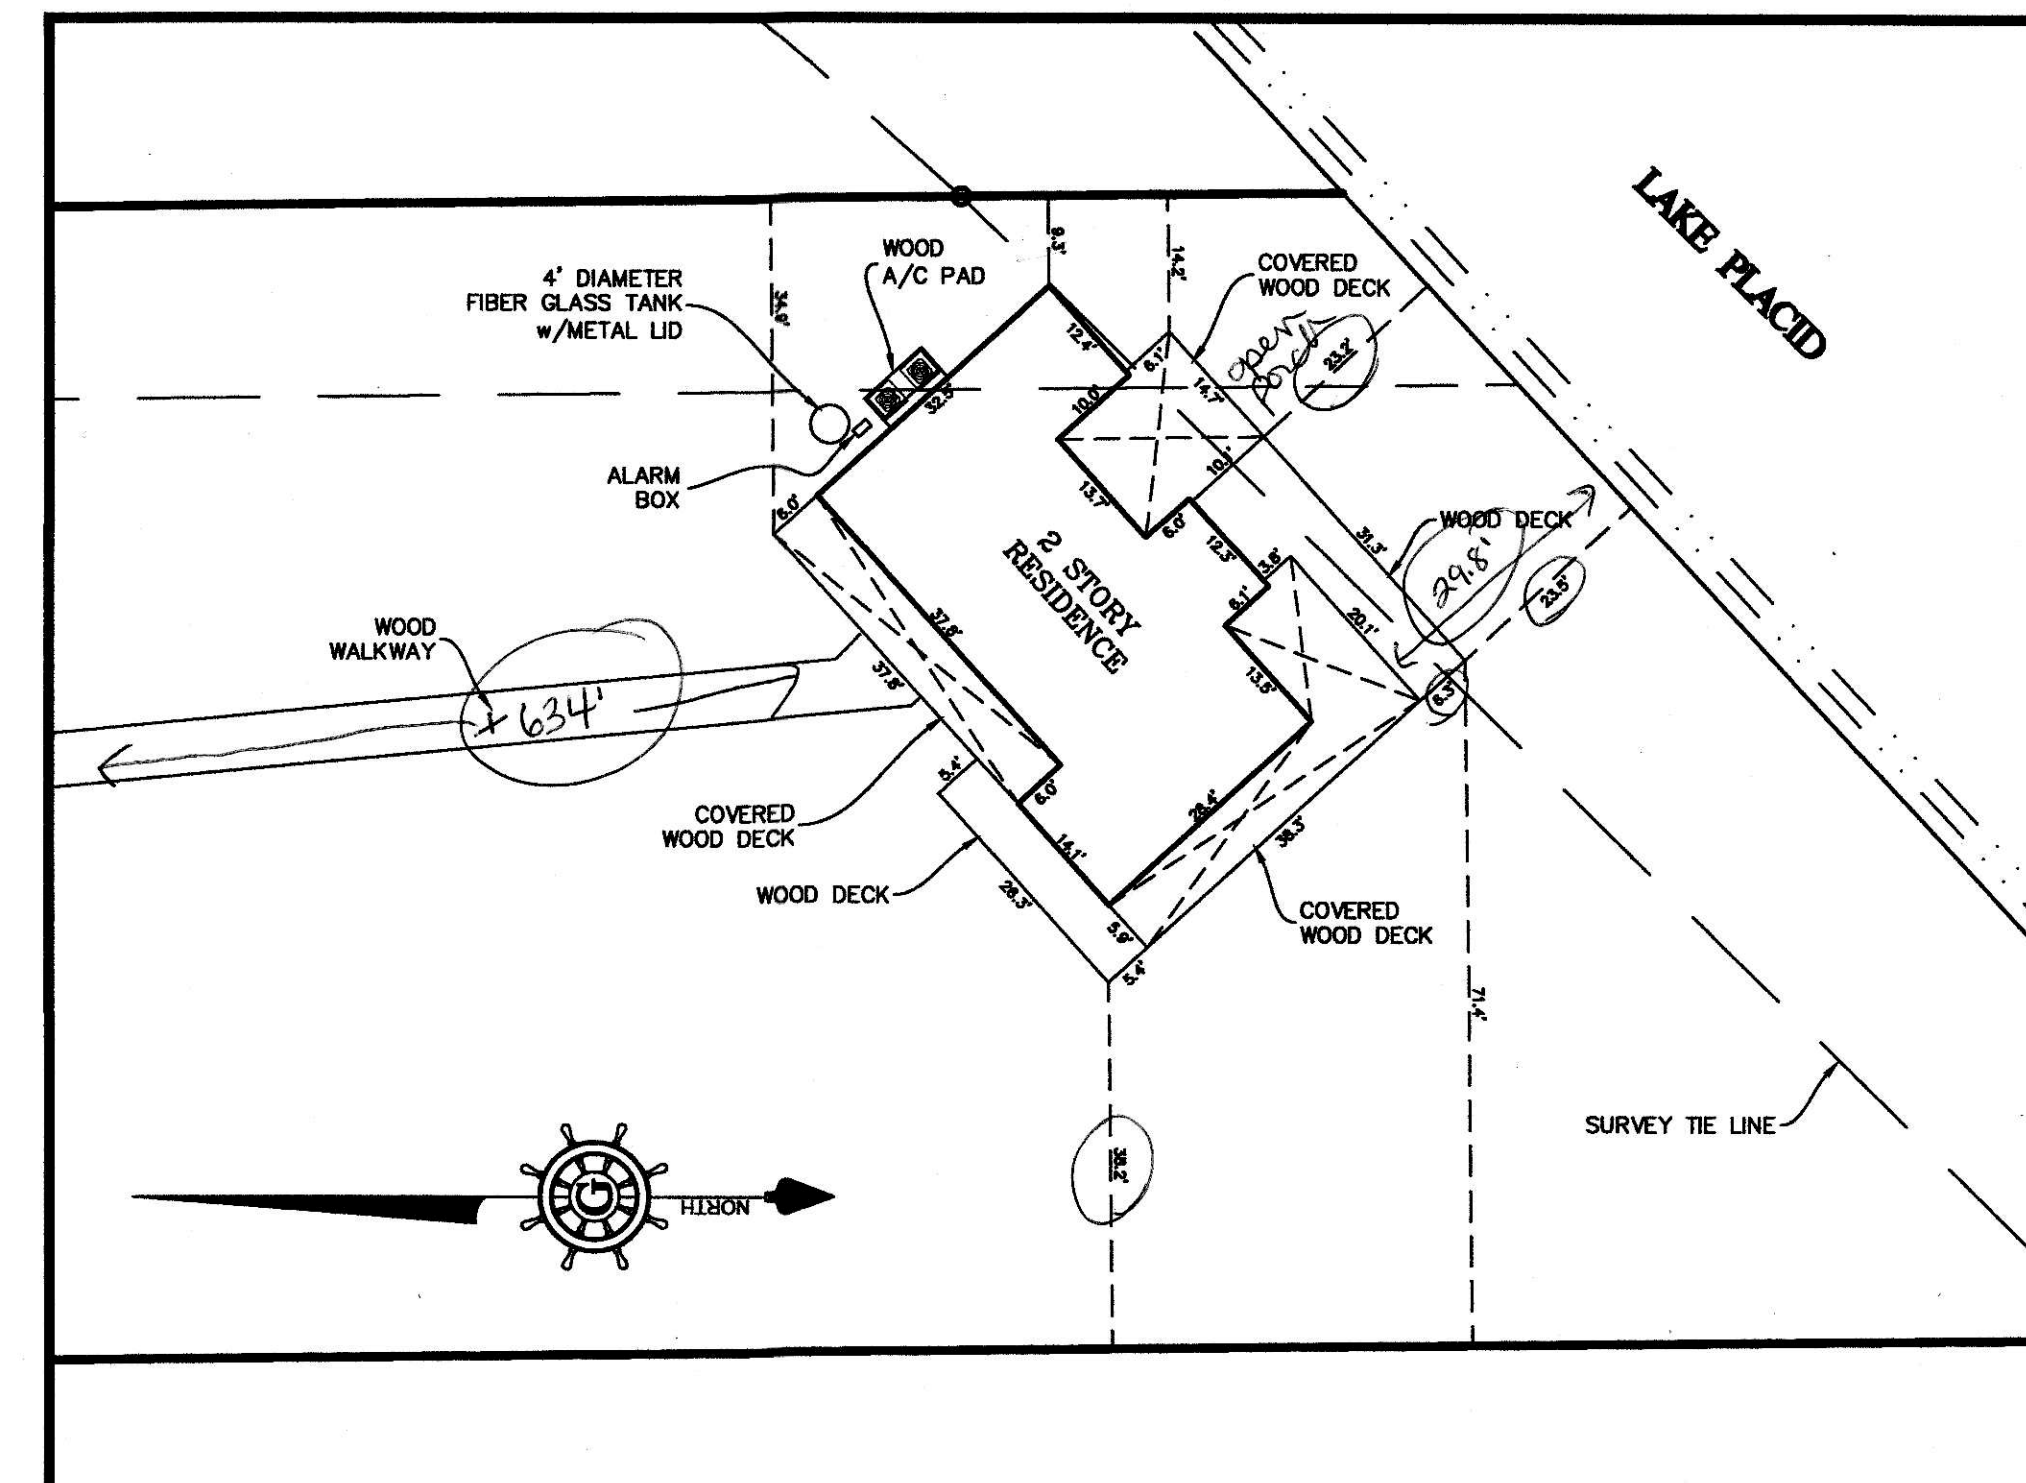 LAKE PLACID
9.3'
14.2'
34.9'
WOOD
A/C PAD
4' DIAMETER
FIBER GLASS TANK
w/METAL LID
COVERED
WOOD DECK
open
porch
23.2'
12.4'
6.1'
14.7'
10.0'
32.5'
10.1'
ALARM
BOX
6.0'
13.7'
6.0'
12.3'
2 STORY
RESIDENCE
3.8'
6.1'
31.3'
WOOD DECK
29.8'
23.5'
20.1'
13.5'
6.3'
WOOD
WALKWAY
± 634'
37.8'
37.8'
5.4'
6.0'
COVERED
WOOD DECK
14.1'
28.4'
38.3'
WOOD DECK
26.3'
5.9'
5.4'
COVERED
WOOD DECK
71.4'
38.2'
SURVEY TIE LINE
G
NORTH